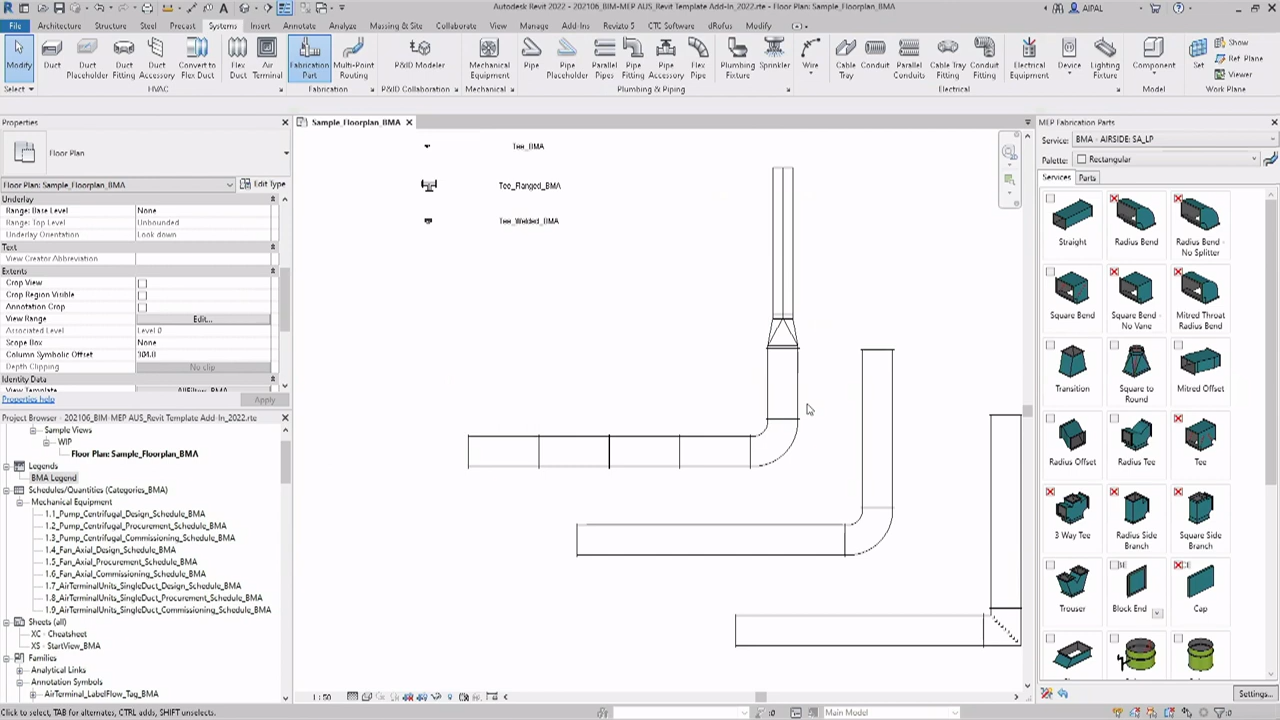 Autodesk Revit 2022 - 202106_BIM-MEP AUS_Revit Template Add-In_2022.rte - Floor Plan: Sample_Floorplan_BMA
AJPAL
File Architecture Structure Steel Precast Systems Insert Annotate Analyze Massing & Site Collaborate View Manage Add-Ins Revizto 5 CTC Software Rofus Modify
Modify Duct Duct Placeholder Duct Fitting Duct Accessory Convert to Flex Duct Flex Duct Air Terminal Fabrication Part Multi-Point Routing P&ID Modeler Mechanical Equipment Pipe Pipe Placeholder Parallel Pipes Pipe Fitting Pipe Accessory Flex Pipe Plumbing Fixture Sprinkler Wire Cable Tray Conduit Parallel Conduits Cable Tray Fitting Conduit Fitting Electrical Equipment Device Lighting Fixture Component Set Show Ref Plane Viewer
Select HVAC Fabrication P&ID Collaboration Mechanical Plumbing & Piping Electrical Model Work Plane
Properties
Floor Plan
Floor Plan: Sample_Floorplan_BMA Edit Type
Underlay
Range: Base Level None
Range: Top Level Unbounded
Underlay Orientation Look down
Text
View Creator Abbreviation
Extents
Crop View
Crop Region Visible
Annotation Crop
View Range Edit...
Associated Level Level 0
Scope Box None
Column Symbolic Offset 304.8
Depth Clipping No clip
Identity Data
View Template
Properties help Apply
Project Browser - 202106_BIM-MEP AUS_Revit Template Add-In_2022.rte
Sample Views
WIP
Floor Plan: Sample_Floorplan_BMA
Legends
BMA Legend
Schedules/Quantities (Categories_BMA)
Mechanical Equipment
1.1_Pump_Centrifugal_Design_Schedule_BMA
1.2_Pump_Centrifugal_Procurement_Schedule_BMA
1.3_Pump_Centrifugal_Commissioning_Schedule_BMA
1.4_Fan_Axial_Design_Schedule_BMA
1.5_Fan_Axial_Procurement_Schedule_BMA
1.6_Fan_Axial_Commissioning_Schedule_BMA
1.7_AirTerminalUnits_SingleDuct_Design_Schedule_BMA
1.8_AirTerminalUnits_SingleDuct_Procurement_Schedule_BMA
1.9_AirTerminalUnits_SingleDuct_Commissioning_Schedule_BMA
Sheets (all)
XC - Cheatsheet
XS - StartView_BMA
Families
Analytical Links
Annotation Symbols
AirTerminal_LabelFlow_Tag_BMA
Sample_Floorplan_BMA
Tee_BMA
Tee_Flanged_BMA
Tee_Welded_BMA
1:50
MEP Fabrication Parts
Service: BMA - AIRSIDE: SA_LP
Palette: Rectangular
Services Parts
Straight Radius Bend Radius Bend - No Splitter
Square Bend Square Bend - No Vane Mitred Throat Radius Bend
Transition Square to Round Mitred Offset
Radius Offset Radius Tee Tee
3 Way Tee Radius Side Branch Square Side Branch
Trouser Block End Cap
Settings...
Click to select, TAB for alternates, CTRL adds, SHIFT unselects.
:0 Main Model :0